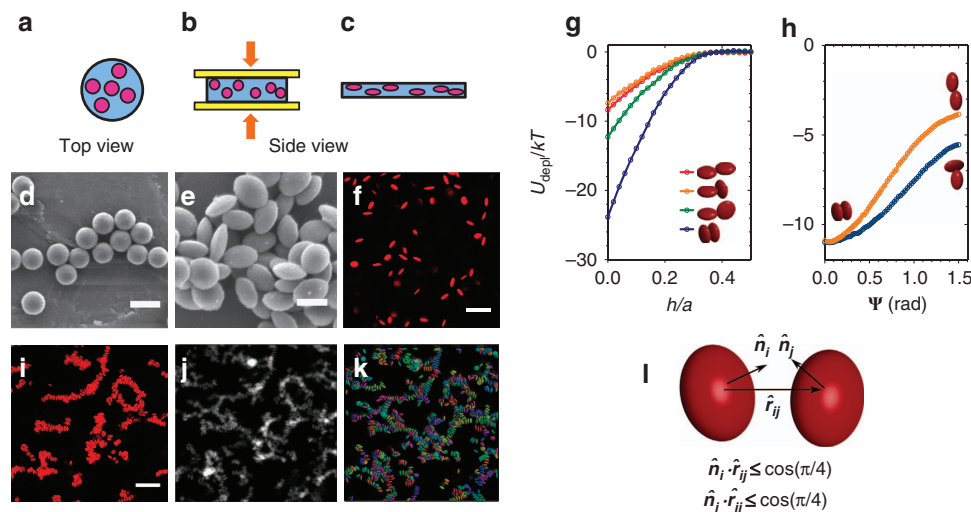 a
b
c
Top view
Side view
d
e
f
g
0
−10
−20
−30
U_depl/kT
0.0
0.2
0.4
h/a
h
0
−5
−10
0.0
0.5
1.0
1.5
Ψ (rad)
i
j
k
l
n̂_i n̂_j
r̂_ij
n̂_i·r̂_ij ≤ cos(π/4)
n̂_j·r̂_ij ≤ cos(π/4)